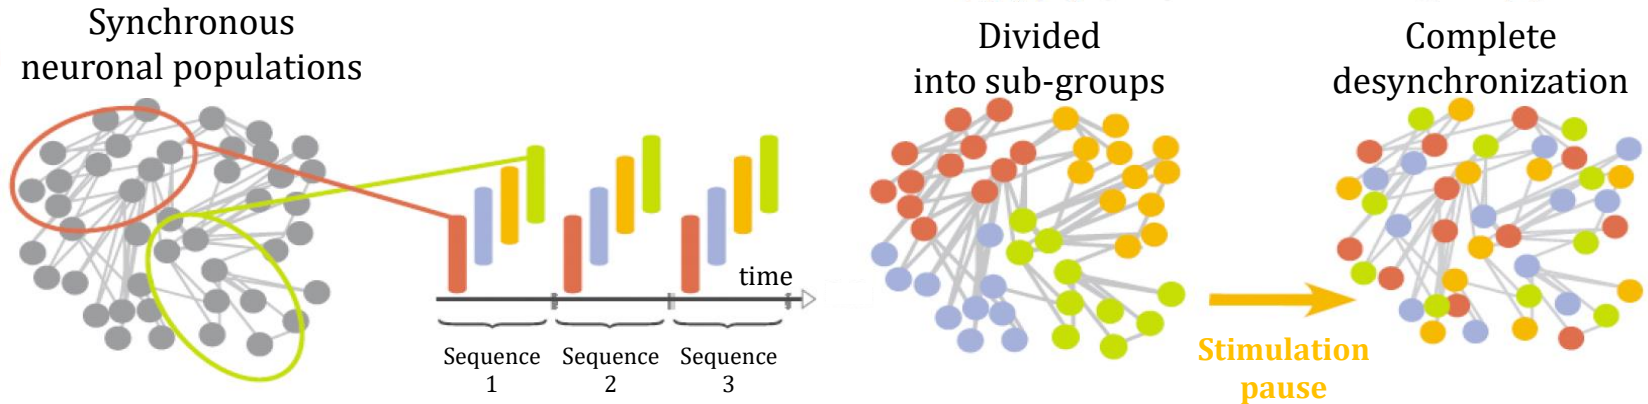 Synchronous
neuronal populations
time
Sequence
1
Sequence
2
Sequence
3
Divided
into sub-groups
Stimulation
pause
Complete
desynchronization